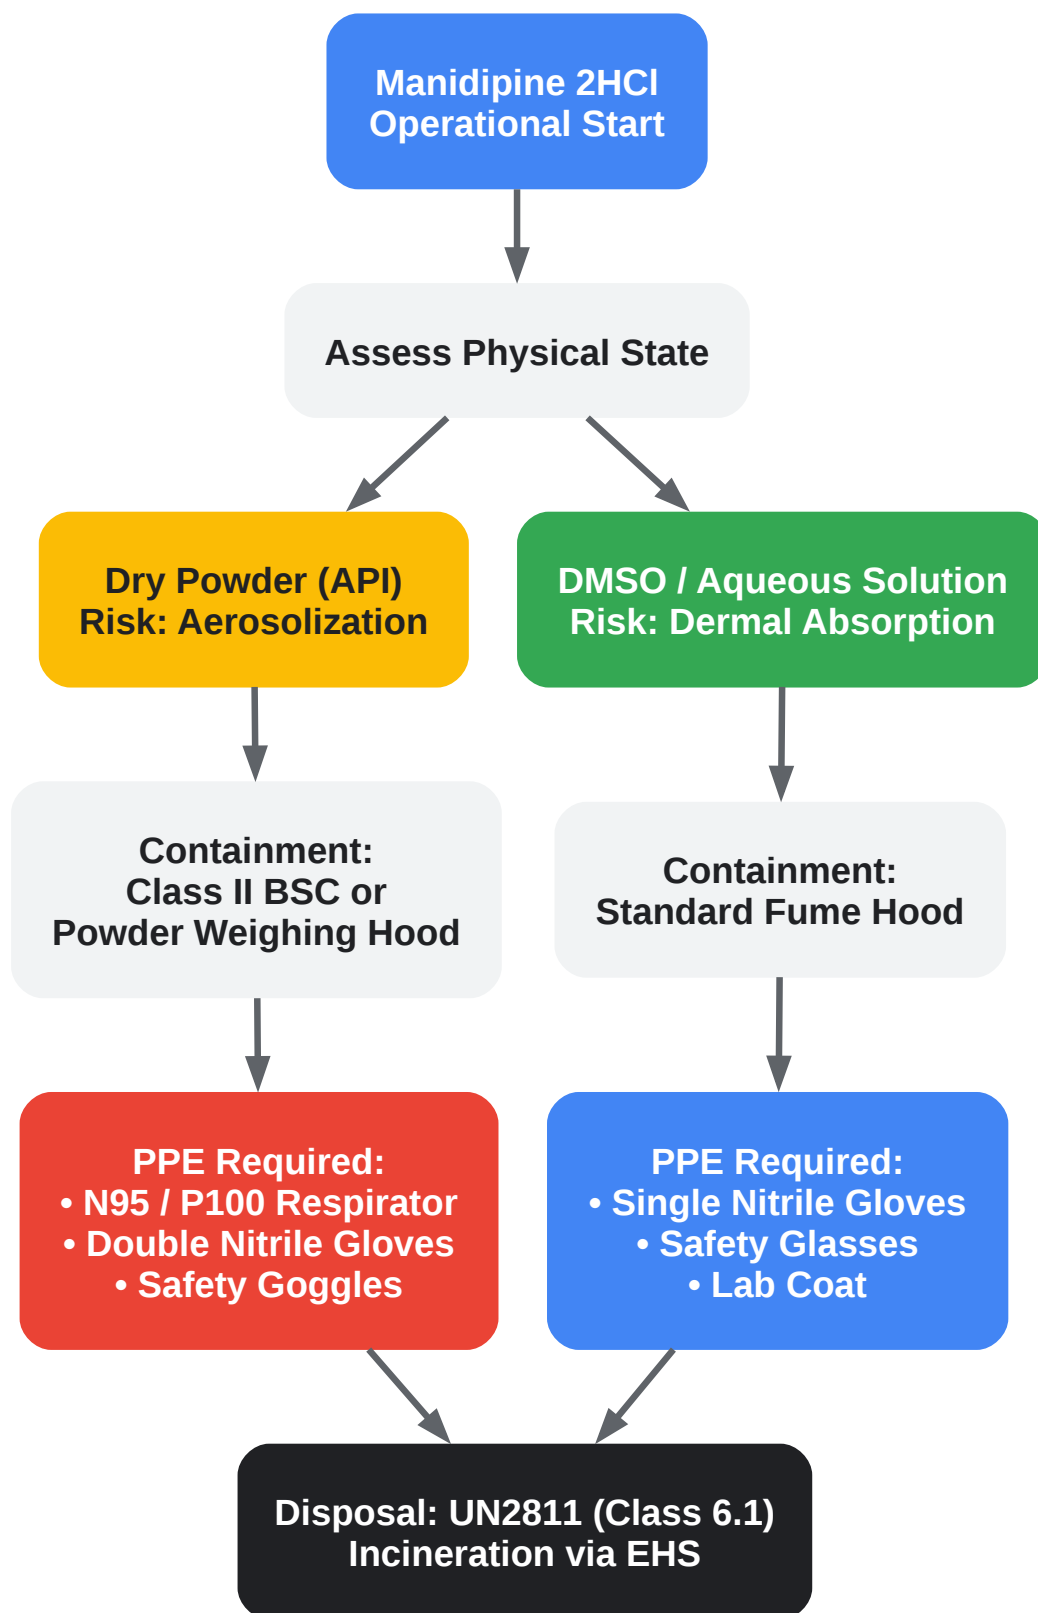 Manidipine 2HCl
Operational Start
Assess Physical State
Dry Powder (API)
Risk: Aerosolization
DMSO / Aqueous Solution
Risk: Dermal Absorption
Containment:
Class II BSC or
Powder Weighing Hood
Containment:
Standard Fume Hood
PPE Required:
• N95 / P100 Respirator
• Double Nitrile Gloves
• Safety Goggles
PPE Required:
• Single Nitrile Gloves
• Safety Glasses
• Lab Coat
Disposal: UN2811 (Class 6.1)
Incineration via EHS